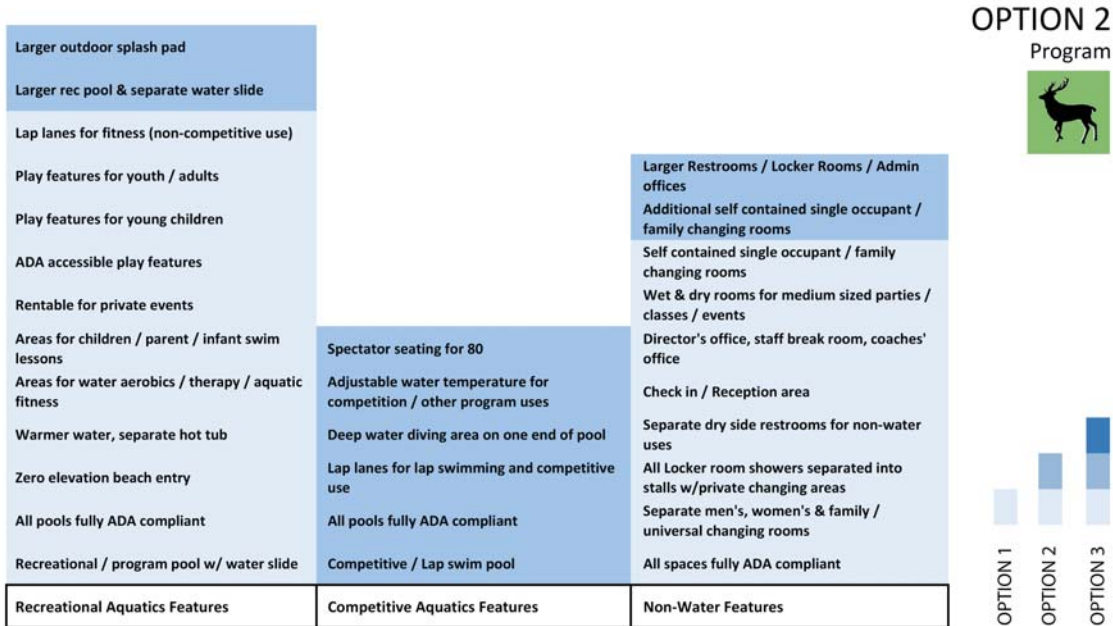 OPTION 2
Program
Larger outdoor splash pad
Larger rec pool & separate water slide
Lap lanes for fitness (non-competitive use)
Play features for youth / adults
Play features for young children
ADA accessible play features
Rentable for private events
Areas for children / parent / infant swim
lessons
Areas for water aerobics / therapy / aquatic
fitness
Warmer water, separate hot tub
Zero elevation beach entry
All pools fully ADA compliant
Recreational / program pool w/ water slide
Recreational Aquatics Features
Spectator seating for 80
Adjustable water temperature for
competition / other program uses
Deep water diving area on one end of pool
Lap lanes for lap swimming and competitive
use
All pools fully ADA compliant
Competitive / Lap swim pool
Competitive Aquatics Features
Larger Restrooms / Locker Rooms / Admin
offices
Additional self contained single occupant /
family changing rooms
Self contained single occupant / family
changing rooms
Wet & dry rooms for medium sized parties /
classes / events
Director's office, staff break room, coaches'
office
Check in / Reception area
Separate dry side restrooms for non-water
uses
All Locker room showers separated into
stalls w/private changing areas
Separate men's, women's & family /
universal changing rooms
All spaces fully ADA compliant
Non-Water Features
OPTION 1
OPTION 2
OPTION 3